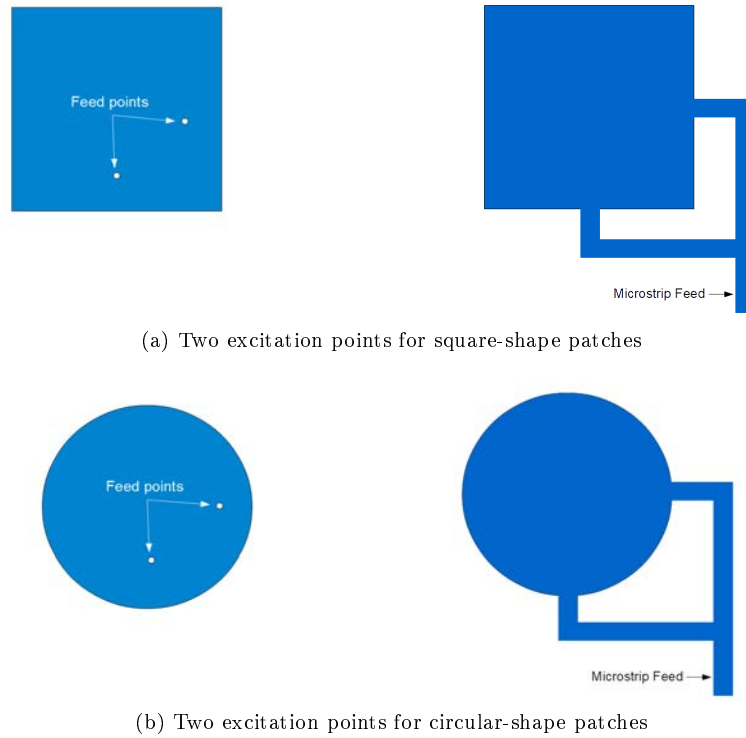 Feed points
Microstrip Feed
(a) Two excitation points for square-shape patches
Feed points
Microstrip Feed
(b) Two excitation points for circular-shape patches